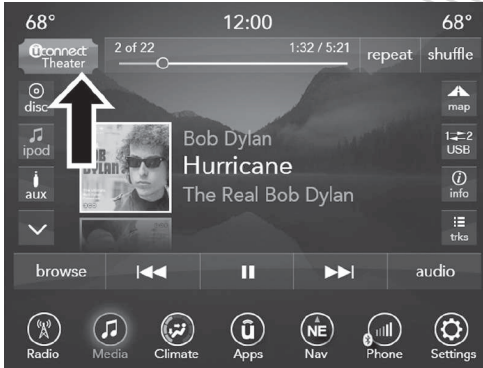 68°
12:00
68°
Uconnect
Theater
2 of 22
1:32 / 5:21
repeat
shuffle
disc
map
Bob Dylan
Hurricane
The Real Bob Dylan
ipod
1⇄2
USB
aux
info
trks
browse
audio
Radio
Media
Climate
û
Apps
NE
Nav
Phone
Settings